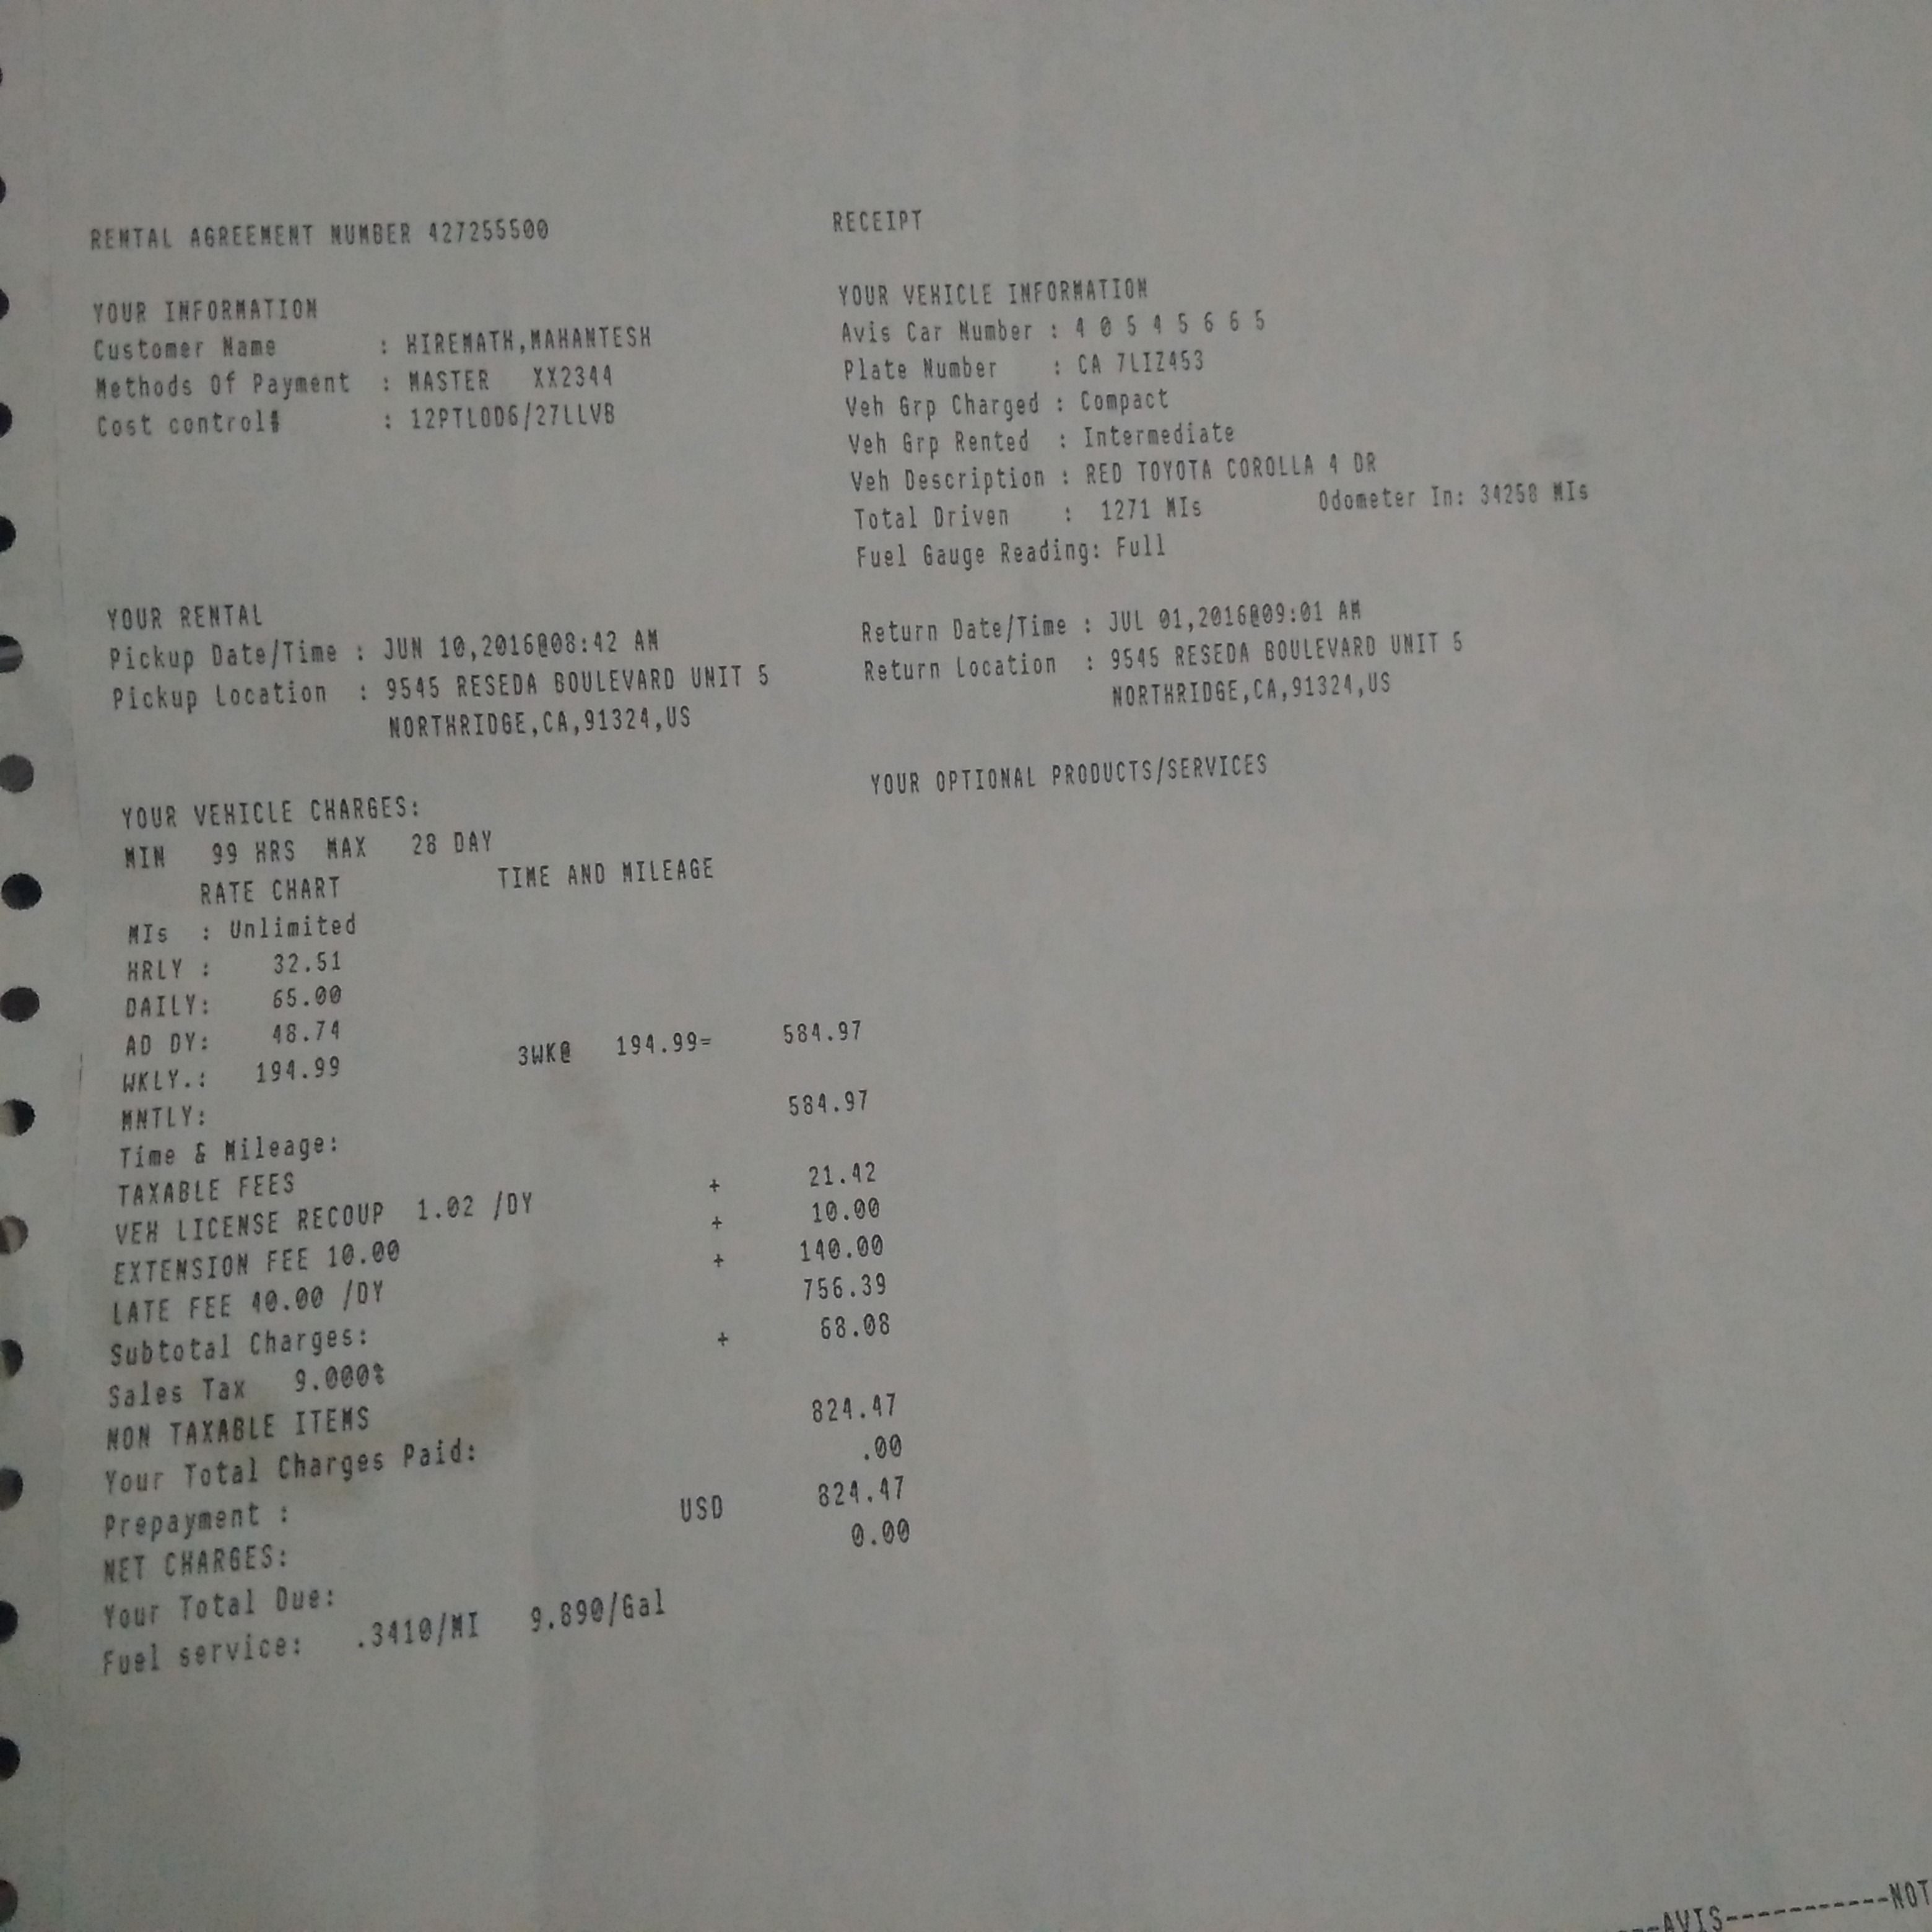 RENTAL AGREEMENT NUMBER 427255500
RECEIPT
YOUR INFORMATION
Customer Name : HIREMATH,MAHANTESH
Methods Of Payment : MASTER XX2344
Cost control# : 12PTLOD6/27LLVB
YOUR VEHICLE INFORMATION
Avis Car Number : 4 0 5 4 5 6 6 5
Plate Number : CA 7LIZ453
Veh Grp Charged : Compact
Veh Grp Rented : Intermediate
Veh Description : RED TOYOTA COROLLA 4 DR
Total Driven : 1271 MIs Odometer In: 34258 MIs
Fuel Gauge Reading: Full
YOUR RENTAL
Pickup Date/Time : JUN 10,2016@08:42 AM
Pickup Location : 9545 RESEDA BOULEVARD UNIT 5
NORTHRIDGE,CA,91324,US
Return Date/Time : JUL 01,2016@09:01 AM
Return Location : 9545 RESEDA BOULEVARD UNIT 5
NORTHRIDGE,CA,91324,US
YOUR VEHICLE CHARGES:
YOUR OPTIONAL PRODUCTS/SERVICES
MIN 99 HRS MAX 28 DAY
RATE CHART TIME AND MILEAGE
MIs : Unlimited
HRLY : 32.51
DAILY: 65.00
AD DY: 48.74
WKLY.: 194.99 3WK@ 194.99= 584.97
MNTLY:
Time & Mileage: 584.97
TAXABLE FEES
VEH LICENSE RECOUP 1.02 /DY + 21.42
EXTENSION FEE 10.00 + 10.00
LATE FEE 40.00 /DY + 140.00
Subtotal Charges: 756.39
Sales Tax 9.000% + 68.08
NON TAXABLE ITEMS
Your Total Charges Paid: 824.47
Prepayment : .00
NET CHARGES: USD 824.47
Your Total Due: 0.00
Fuel service: .3410/MI 9.890/Gal
---AVIS-----------NOT